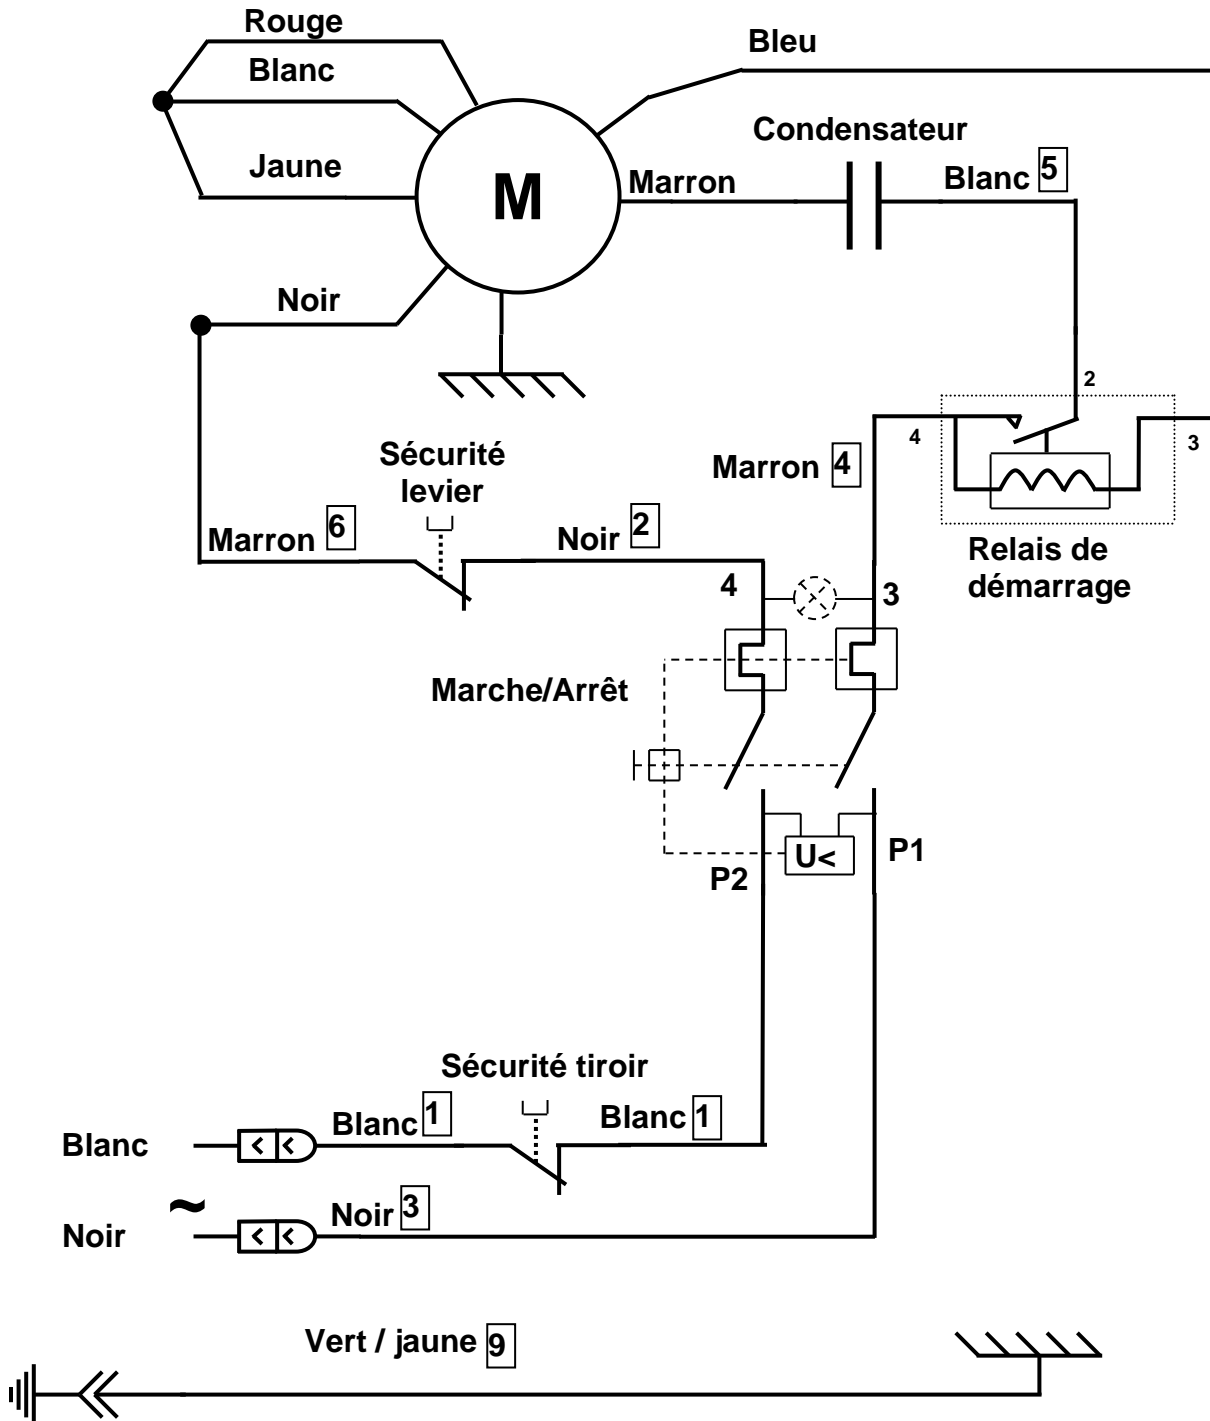 Rouge
Bleu
Blanc
Condensateur
Jaune
M
Marron
Blanc 5
Noir
2
4
3
Sécurité
levier
Marron 4
Marron 6
Noir 2
Relais de
démarrage
4
3
Marche/Arrêt
U<
P1
P2
Sécurité tiroir
Blanc
Blanc 1
Blanc 1
~
Noir
Noir 3
Vert / jaune 9